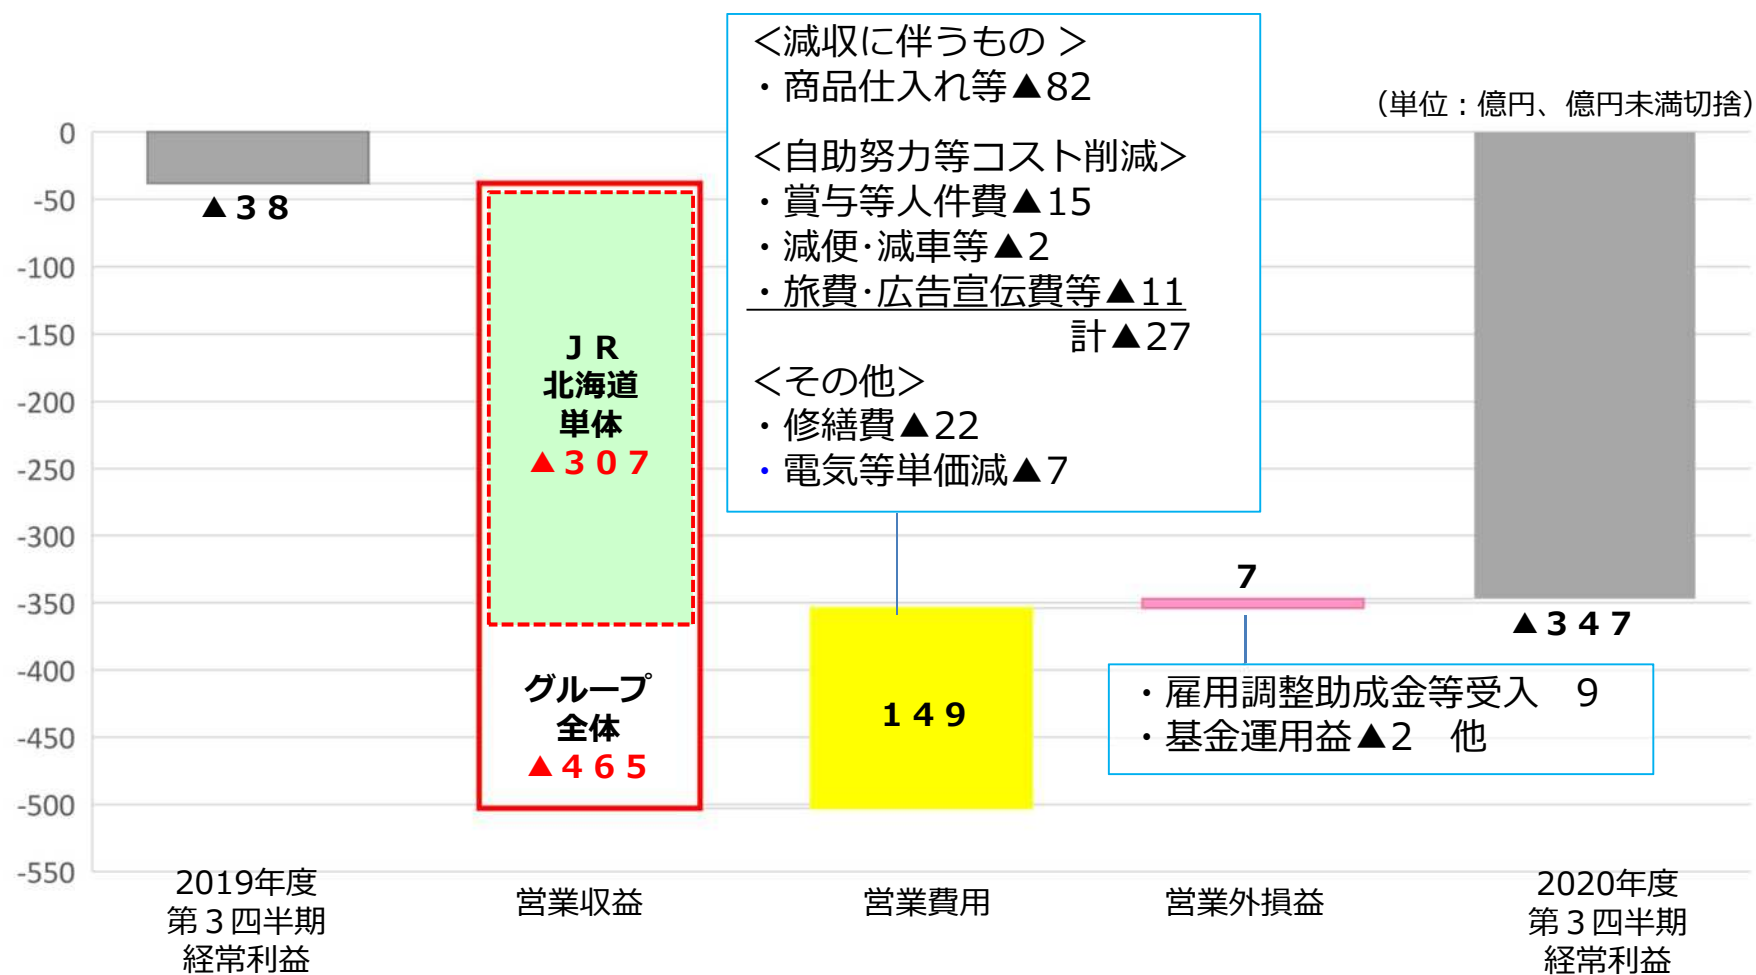 ＜減収に伴うもの ＞
・商品仕入れ等▲82
＜自助努力等コスト削減＞
・賞与等人件費▲15
・減便･減車等▲2
・旅費･広告宣伝費等▲11
計▲27
＜その他＞
・修繕費▲22
・電気等単価減▲7
（単位：億円、億円未満切捨）
0
-50
-100
-150
-200
-250
-300
-350
-400
-450
-500
-550
▲３８
ＪＲ
北海道
単体
▲３０７
グループ
全体
▲４６５
１４９
7
▲３４７
・雇用調整助成金等受入　9
・基金運用益▲2　他
2019年度
第３四半期
経常利益
営業収益
営業費用
営業外損益
2020年度
第３四半期
経常利益